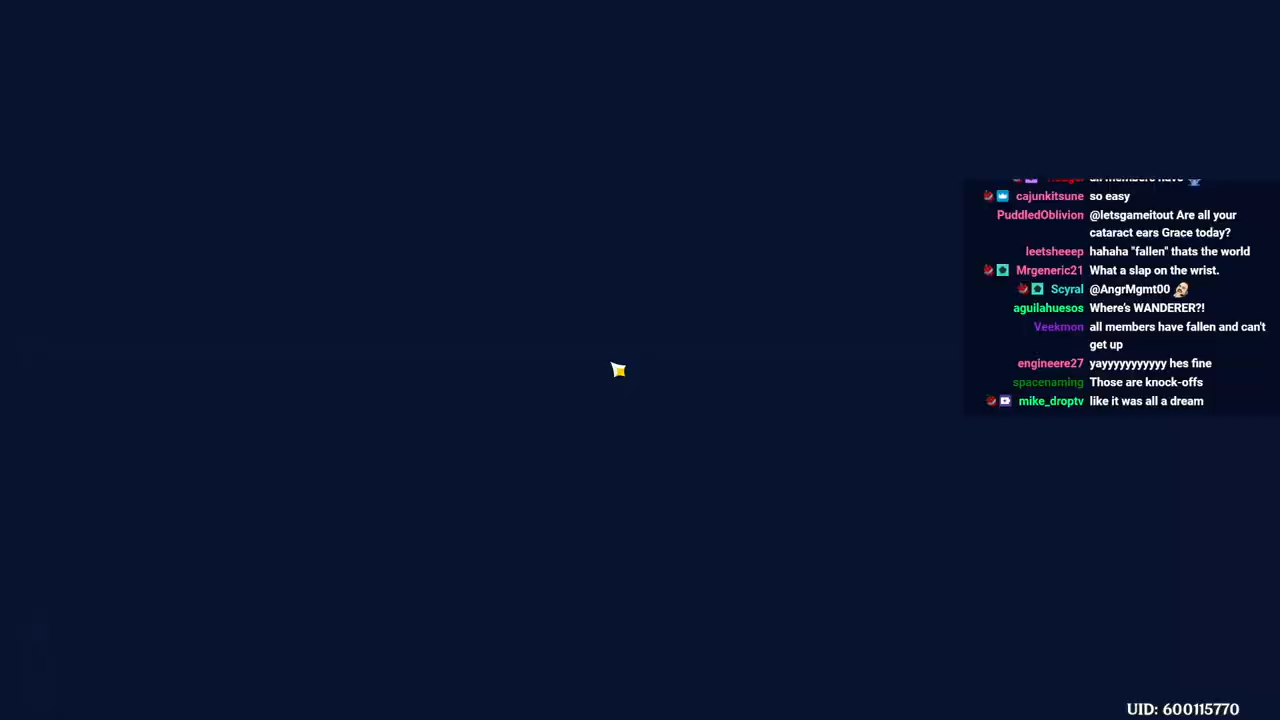 cajunkitsune so easy
PuddledOblivion @letsgameitout Are all your
cataract ears Grace today?
leetsheeep hahaha "fallen" thats the world
Mrgeneric21 What a slap on the wrist.
Scyral @AngrMgmt00
aguilahuesos Where's WANDERER?!
Veekmon all members have fallen and can't
get up
engineere27 yayyyyyyyyyy hes fine
spacenaming Those are knock-offs
mike_droptv like it was all a dream
UID: 600115770